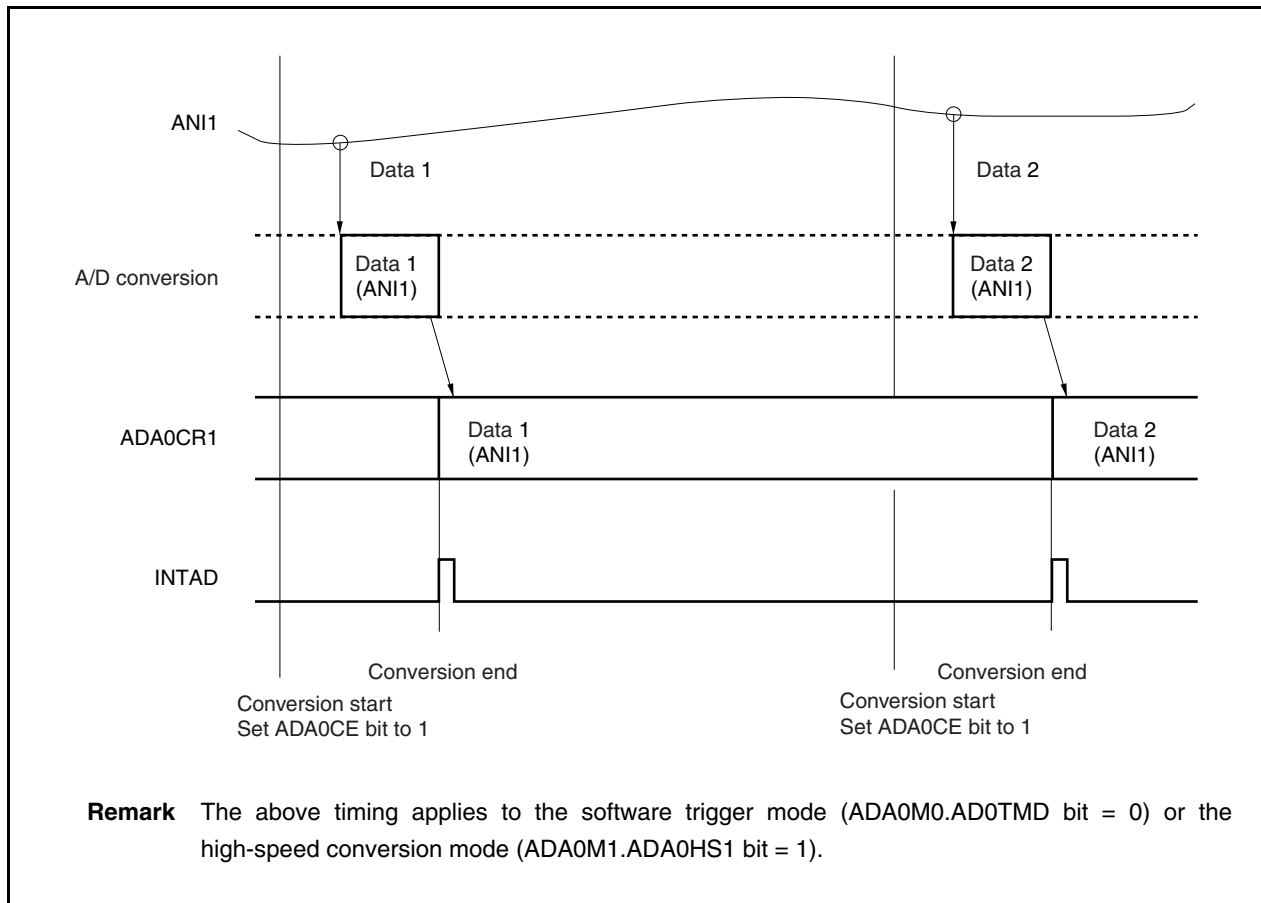 ANI1
Data 1
Data 2
A/D conversion
Data 1
(ANI1)
Data 2
(ANI1)
ADA0CR1
Data 1
(ANI1)
Data 2
(ANI1)
INTAD
Conversion end
Conversion end
Conversion start
Set ADA0CE bit to 1
Conversion start
Set ADA0CE bit to 1
Remark The above timing applies to the software trigger mode (ADA0M0.AD0TMD bit = 0) or the
high-speed conversion mode (ADA0M1.ADA0HS1 bit = 1).